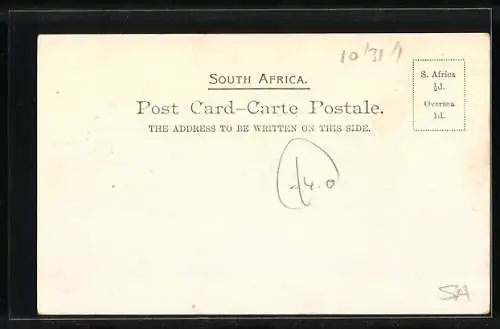 SOUTH AFRICA.
Post Card–Carte Postale.
THE ADDRESS TO BE WRITTEN ON THIS SIDE.
S. Africa
½d.
Oversea
1d.
SA